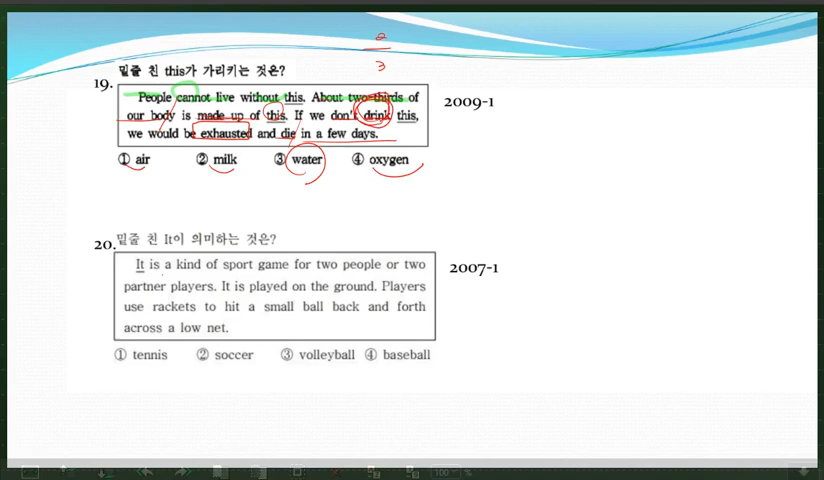 2
3
밑줄 친 this가 가리키는 것은?
19.
People cannot live without this. About two-thirds of
our body is made up of this. If we don't drink this,
we would be exhausted and die in a few days.
2009-1
① air ② milk ③ water ④ oxygen
밑줄 친 It이 의미하는 것은?
20.
It is a kind of sport game for two people or two
partner players. It is played on the ground. Players
use rackets to hit a small ball back and forth
across a low net.
2007-1
① tennis ② soccer ③ volleyball ④ baseball
100 %